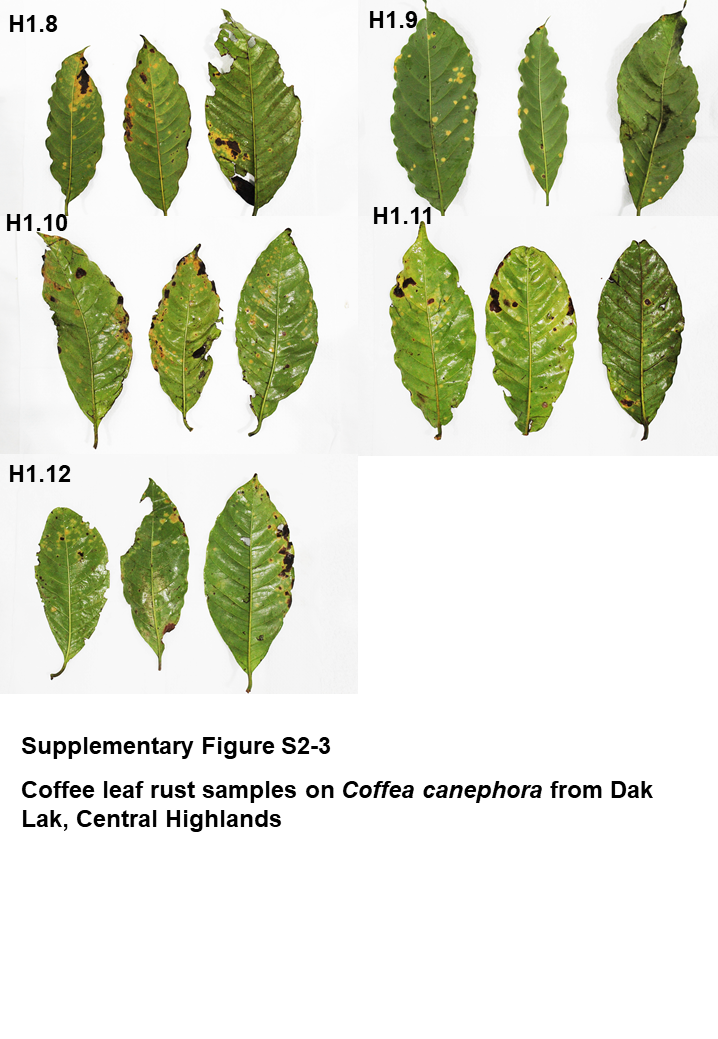 H1.8
H1.9
H1.10
H1.11
H1.12
Supplementary Figure S2-3
Coffee leaf rust samples on Coffea canephora from Dak
Lak, Central Highlands